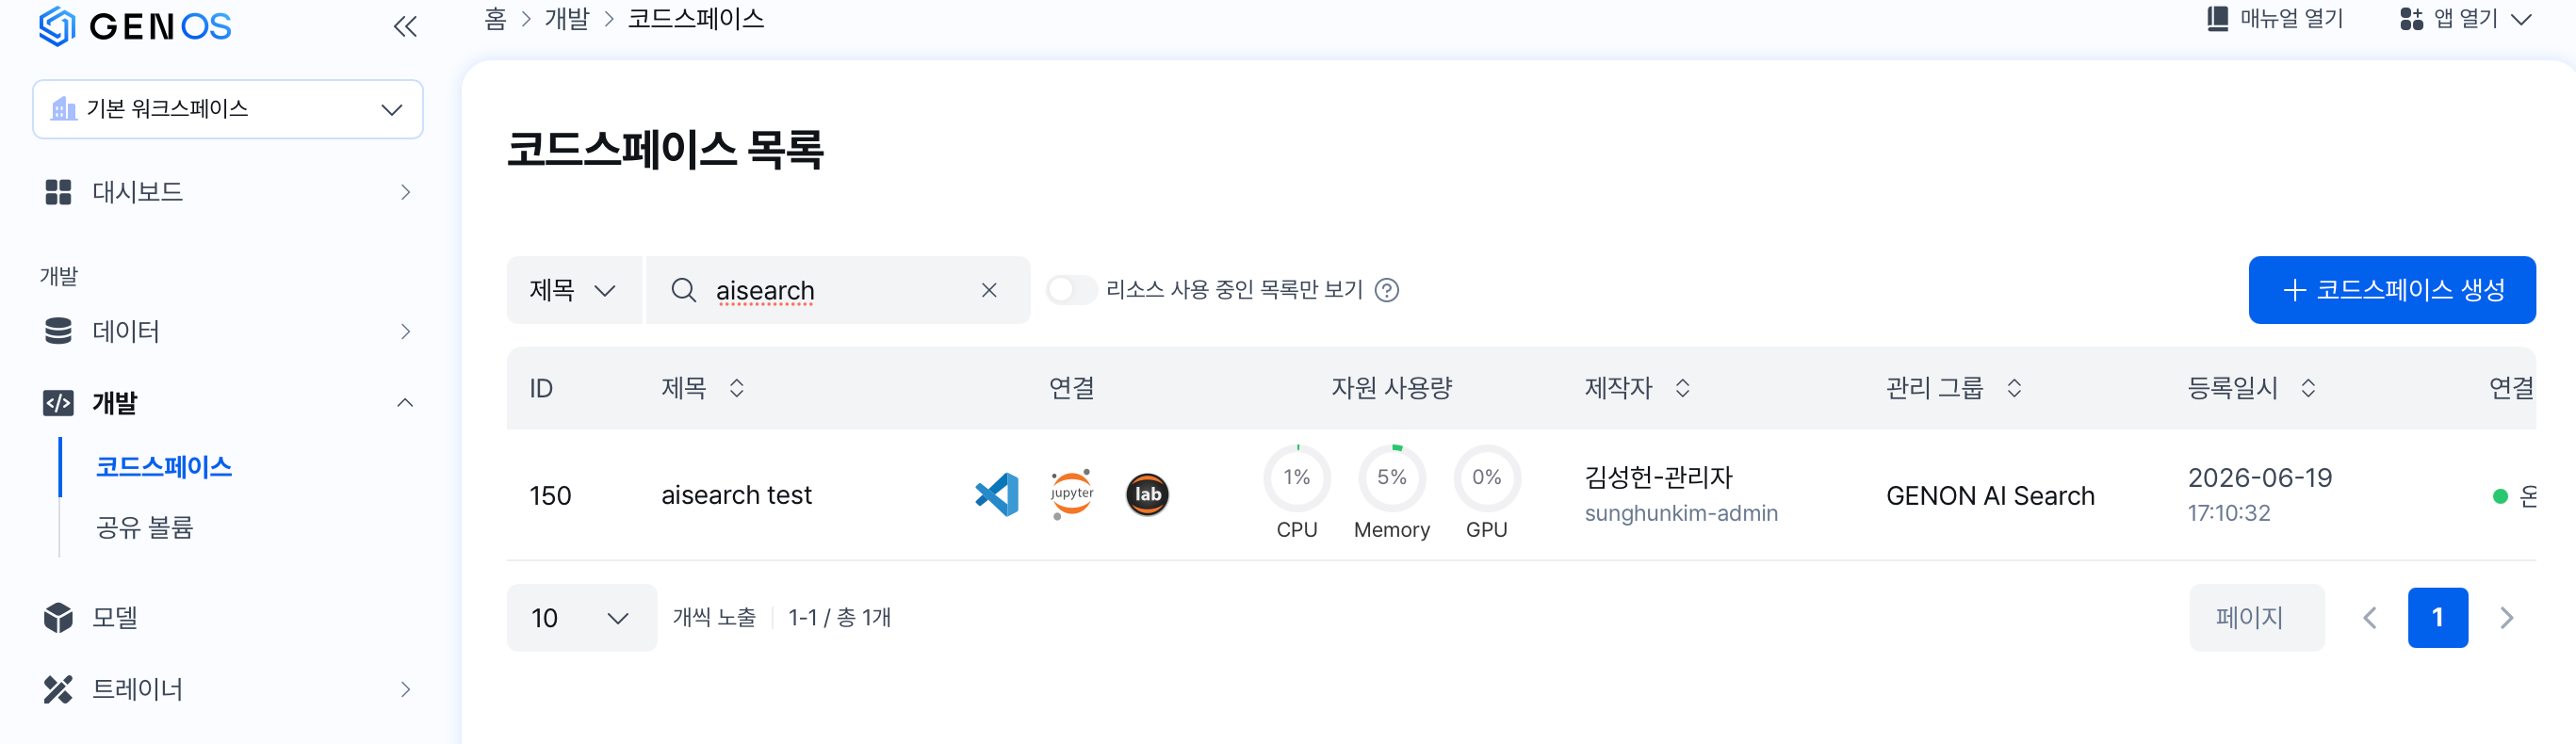 GENOS
홈 > 개발 > 코드스페이스
매뉴얼 열기
앱 열기
기본 워크스페이스
대시보드
개발
데이터
개발
코드스페이스
공유 볼륨
모델
트레이너
코드스페이스 목록
제목
aisearch
리소스 사용 중인 목록만 보기
+ 코드스페이스 생성
ID 제목 연결 자원 사용량 제작자 관리 그룹 등록일시 연결
150 aisearch test
jupyter
lab
1% 5% 0%
CPU Memory GPU
김성헌-관리자
sunghunkim-admin
GENON AI Search
2026-06-19
17:10:32
10 개씩 노출 1-1 / 총 1개
페이지 1